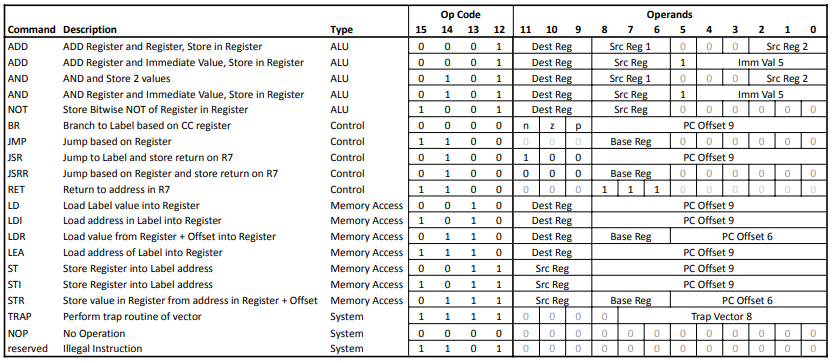 Op Code Operands
Command Description Type 15 14 13 12 11 10 9 8 7 6 5 4 3 2 1 0
ADD ADD Register and Register, Store in Register ALU 0 0 0 1 Dest Reg Src Reg 1 0 0 0 Src Reg 2
ADD ADD Register and Immediate Value, Store in Register ALU 0 0 0 1 Dest Reg Src Reg 1 Imm Val 5
AND AND and Store 2 values ALU 0 1 0 1 Dest Reg Src Reg 1 0 0 0 Src Reg 2
AND AND Register and Immediate Value, Store in Register ALU 0 1 0 1 Dest Reg Src Reg 1 Imm Val 5
NOT Store Bitwise NOT of Register in Register ALU 1 0 0 1 Dest Reg Src Reg 0 0 0 0 0 0
BR Branch to Label based on CC register Control 0 0 0 0 n z p PC Offset 9
JMP Jump based on Register Control 1 1 0 0 0 0 0 Base Reg 0 0 0 0 0 0
JSR Jump to Label and store return on R7 Control 0 1 0 0 1 0 0 PC Offset 9
JSRR Jump based on Register and store return on R7 Control 0 1 0 0 0 0 0 Base Reg 0 0 0 0 0 0
RET Return to address in R7 Control 1 1 0 0 0 0 0 1 1 1 0 0 0 0 0 0
LD Load Label value into Register Memory Access 0 0 1 0 Dest Reg PC Offset 9
LDI Load address in Label into Register Memory Access 1 0 1 0 Dest Reg PC Offset 9
LDR Load value from Register + Offset into Register Memory Access 0 1 1 0 Dest Reg Base Reg PC Offset 6
LEA Load address of Label into Register Memory Access 1 1 1 0 Dest Reg PC Offset 9
ST Store Register into Label address Memory Access 0 0 1 1 Src Reg PC Offset 9
STI Store Register into Label address Memory Access 1 0 1 1 Src Reg PC Offset 9
STR Store value in Register from address in Register + Offset Memory Access 0 1 1 1 Src Reg Base Reg PC Offset 6
TRAP Perform trap routine of vector System 1 1 1 1 0 0 0 0 Trap Vector 8
NOP No Operation System 0 0 0 0 0 0 0 0 0 0 0 0 0 0 0 0
reserved Illegal Instruction System 1 1 0 1 0 0 0 0 0 0 0 0 0 0 0 0